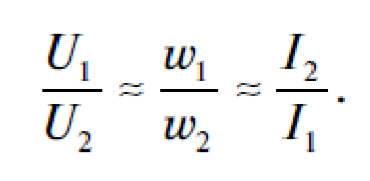 U₁/U₂ ≈ w₁/w₂ ≈ I₂/I₁.